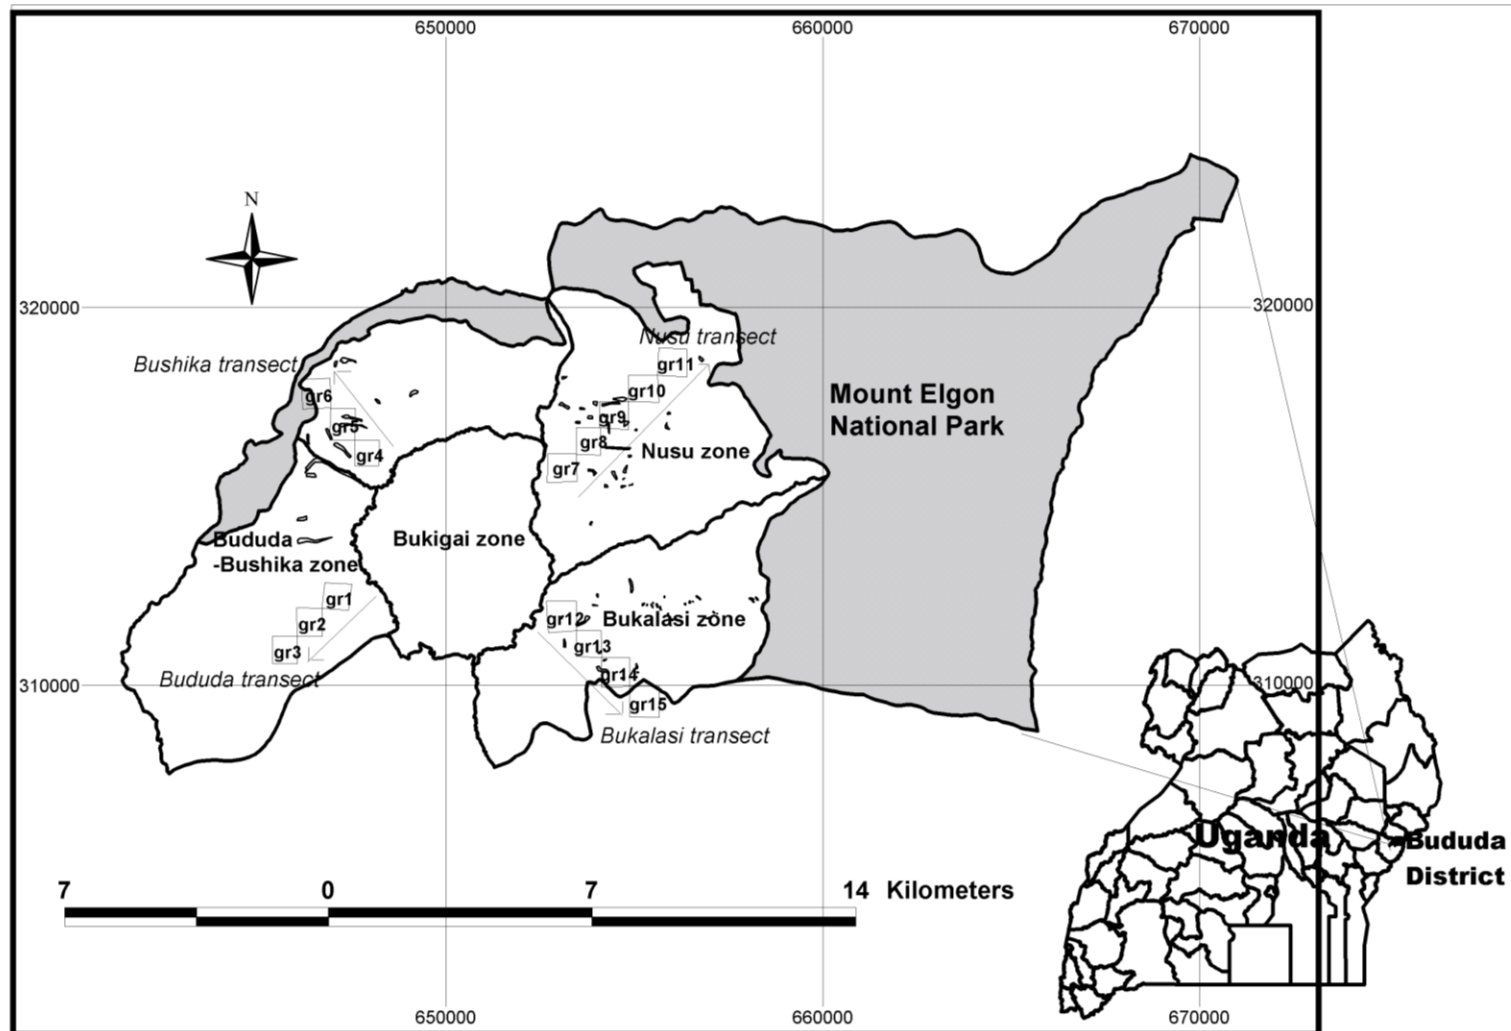 650000
660000
670000
N
320000
320000
Nusu transect
Bushika transect
gr11
gr10
gr6
gr9
gr5
gr8
gr4
gr7
Nusu zone
Mount Elgon
National Park
Bududa
-Bushika zone
Bukigai zone
gr1
gr2
gr3
Bududa transect
gr12
Bukalasi zone
gr13
gr14
gr15
Bukalasi transect
310000
310000
Uganda
Bududa
District
7
0
7
14 Kilometers
650000
660000
670000